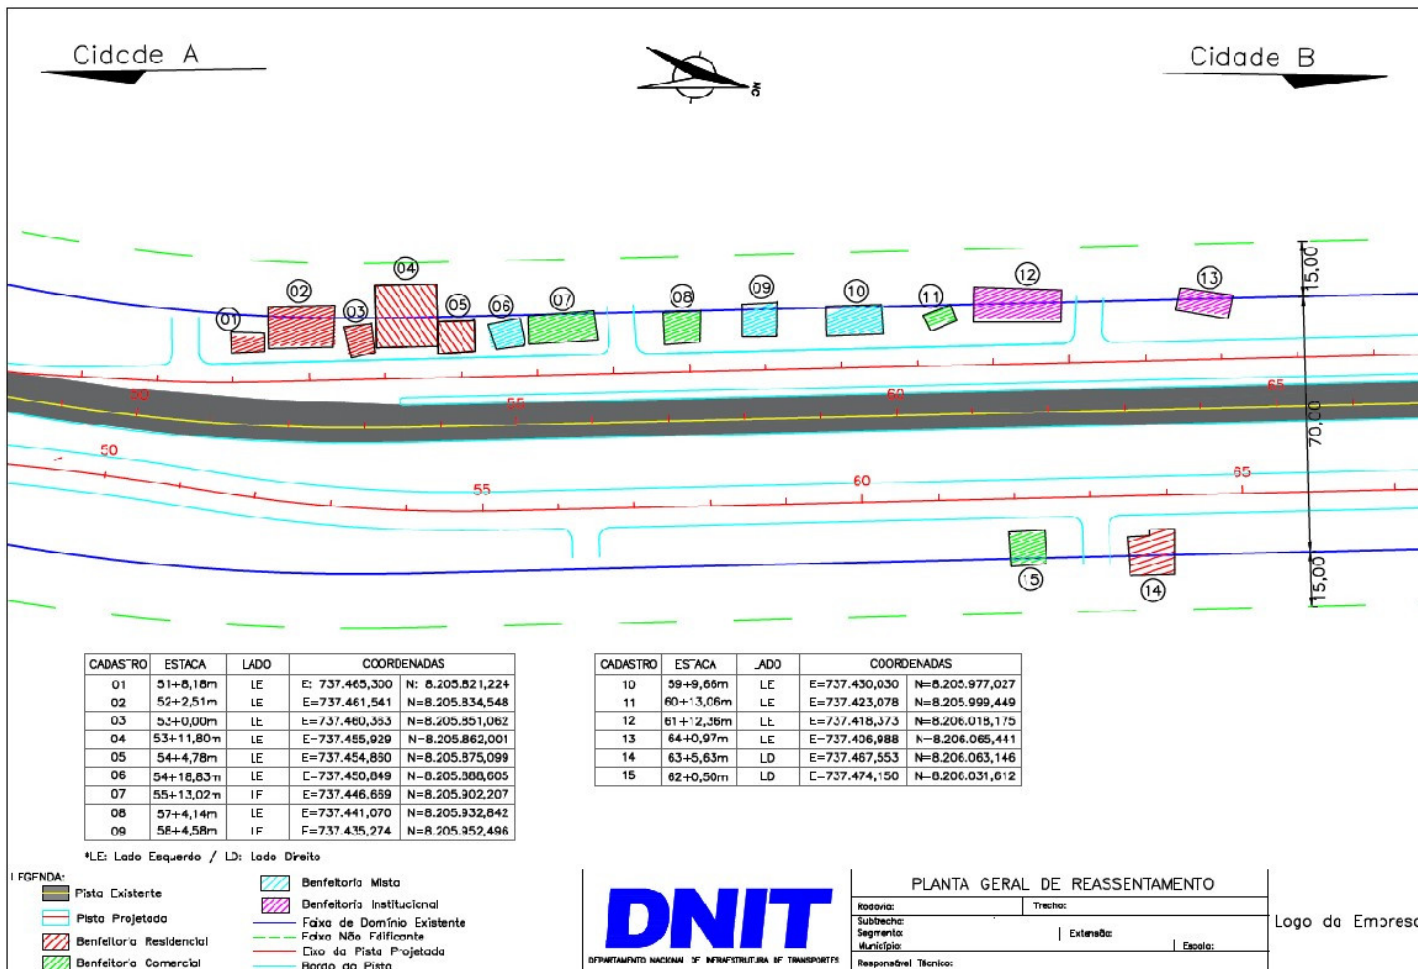 Cidcde A
Cidade B
NC
01
02
03
04
05
06
07
08
09
10
11
12
13
15,00
50
55
60
65
70,00
50
55
60
65
15
14
15,00
CADASTRO ESTACA LADO COORDENADAS
01 51+8,18m LE E: 737.465,300 N: 8.205.821,224
02 52+2,51m LE E=737.461,541 N=8.205.834,548
03 53+0,00m LE E=737.460,363 N=8.205.851,062
04 53+11,80m LE E=737.455,929 N=8.205.862,001
05 54+4,78m LE E=737.454,860 N=8.205.875,099
06 54+18,83m LE E=737.450,849 N=8.205.888,605
07 55+13,02m LE E=737.446,669 N=8.205.902,207
08 57+4,14m LE E=737.441,070 N=8.205.932,842
09 58+4,58m LE E=737.435,274 N=8.205.952,496
CADASTRO ESTACA LADO COORDENADAS
10 59+9,66m LE E=737.430,030 N=8.205.977,027
11 60+13,06m LE E=737.423,078 N=8.205.999,449
12 61+12,36m LE E=737.418,373 N=8.206.018,175
13 64+0,97m LE E=737.406,988 N=8.206.065,441
14 63+5,63m LD E=737.467,553 N=8.206.063,146
15 62+0,50m LD E=737.474,150 N=8.206.031,612
*LE: Lado Esquerdo / LD: Lado Direito
LEGENDA:
Pista Existente
Pista Projetada
Benfeitoria Residencial
Benfeitoria Comercial
Benfeitoria Mista
Benfeitoria Institucional
Faixa de Domínio Existente
Faixa Não Edificante
Eixo da Pista Projetada
Bordo da Pista
DNIT
DEPARTAMENTO NACIONAL DE INFRAESTRUTURA DE TRANSPORTES
PLANTA GERAL DE REASSENTAMENTO
Rodovia: Trecho:
Subtrecho:
Segmento: Extensão:
Município: Escala:
Responsável Técnico:
Logo da Empresa